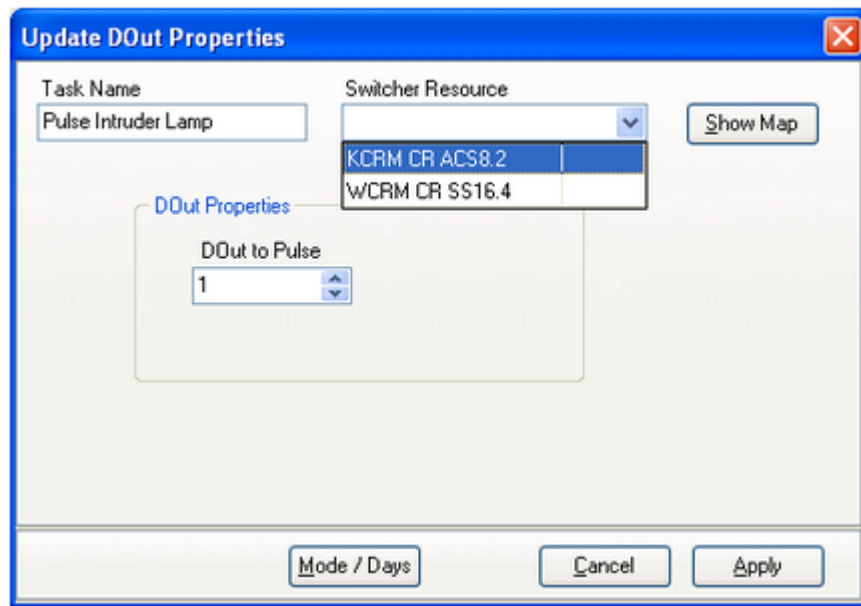 Update DOut Properties
Task Name
Switcher Resource
Pulse Intruder Lamp
Show Map
KCRM CR ACS8.2
WCRM CR SS16.4
DOut Properties
DOut to Pulse
1
Mode / Days
Cancel
Apply